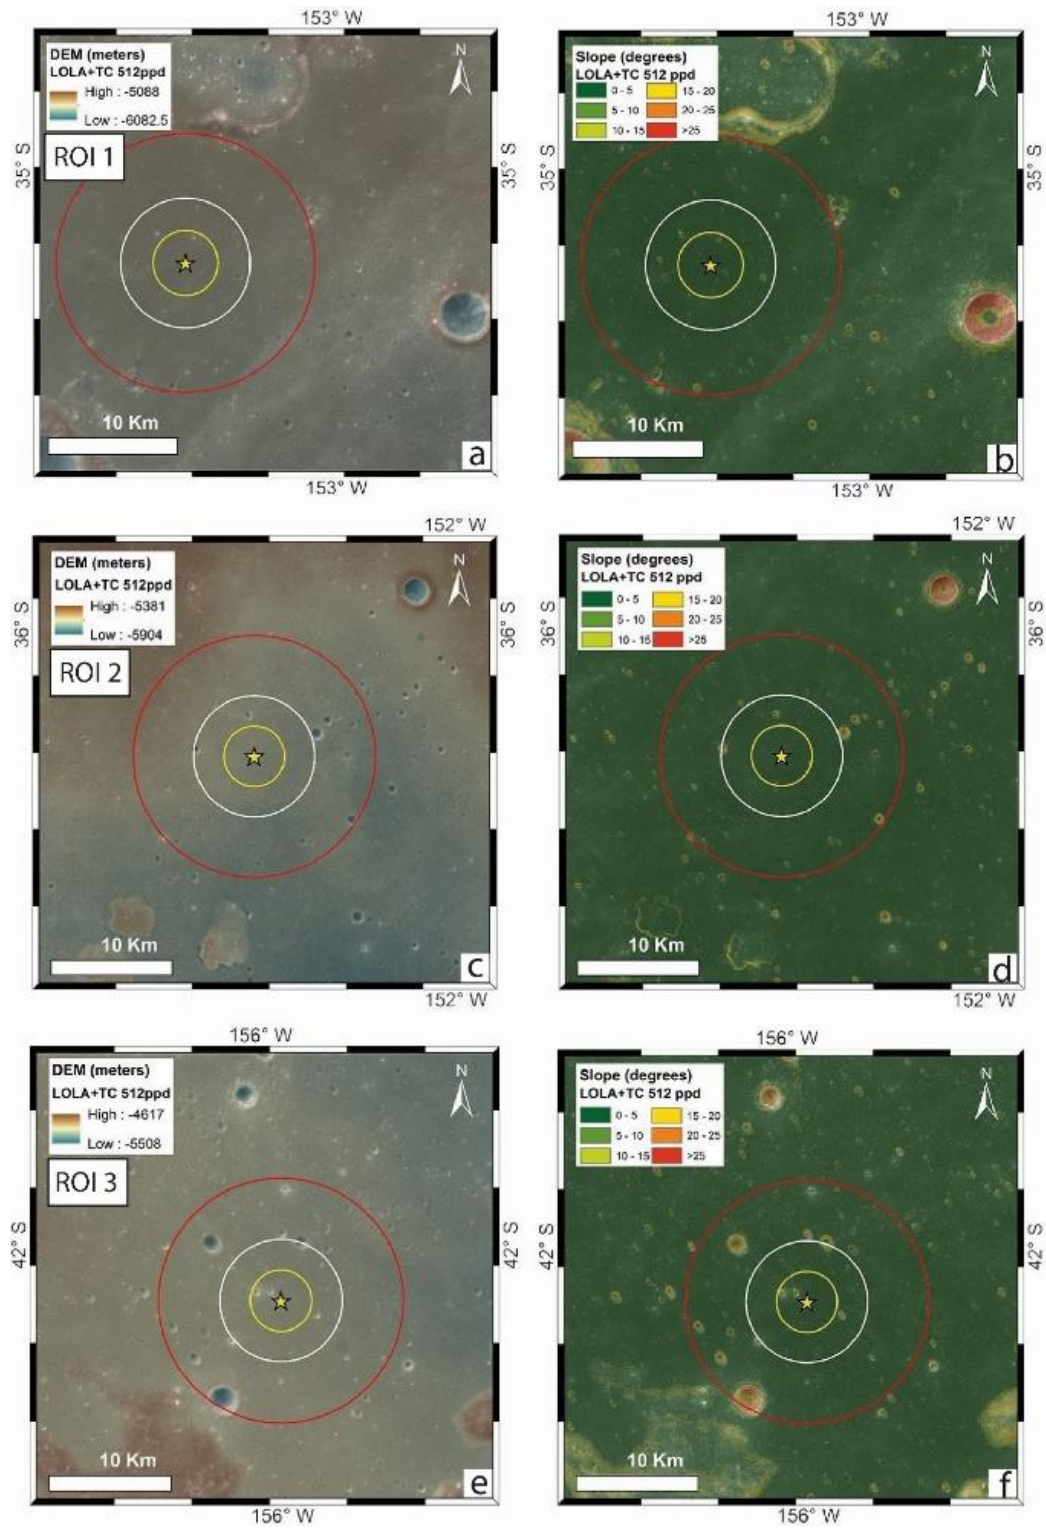 153° W
153° W
DEM (meters)
LOLA+TC 512ppd
High : -5088
Low : -6082.5
ROI 1
N
35° S
35° S
10 Km
a
153° W
Slope (degrees)
LOLA+TC 512 ppd
0 - 5
15 - 20
5 - 10
20 - 25
10 - 15
>25
N
35° S
10 Km
b
153° W
152° W
152° W
DEM (meters)
LOLA+TC 512ppd
High : -5381
Low : -5904
ROI 2
N
36° S
36° S
10 Km
c
152° W
Slope (degrees)
LOLA+TC 512 ppd
0 - 5
15 - 20
5 - 10
20 - 25
10 - 15
>25
N
36° S
10 Km
d
152° W
156° W
156° W
DEM (meters)
LOLA+TC 512ppd
High : -4617
Low : -5508
ROI 3
N
42° S
42° S
10 Km
e
156° W
Slope (degrees)
LOLA+TC 512 ppd
0 - 5
15 - 20
5 - 10
20 - 25
10 - 15
>25
N
42° S
10 Km
f
156° W